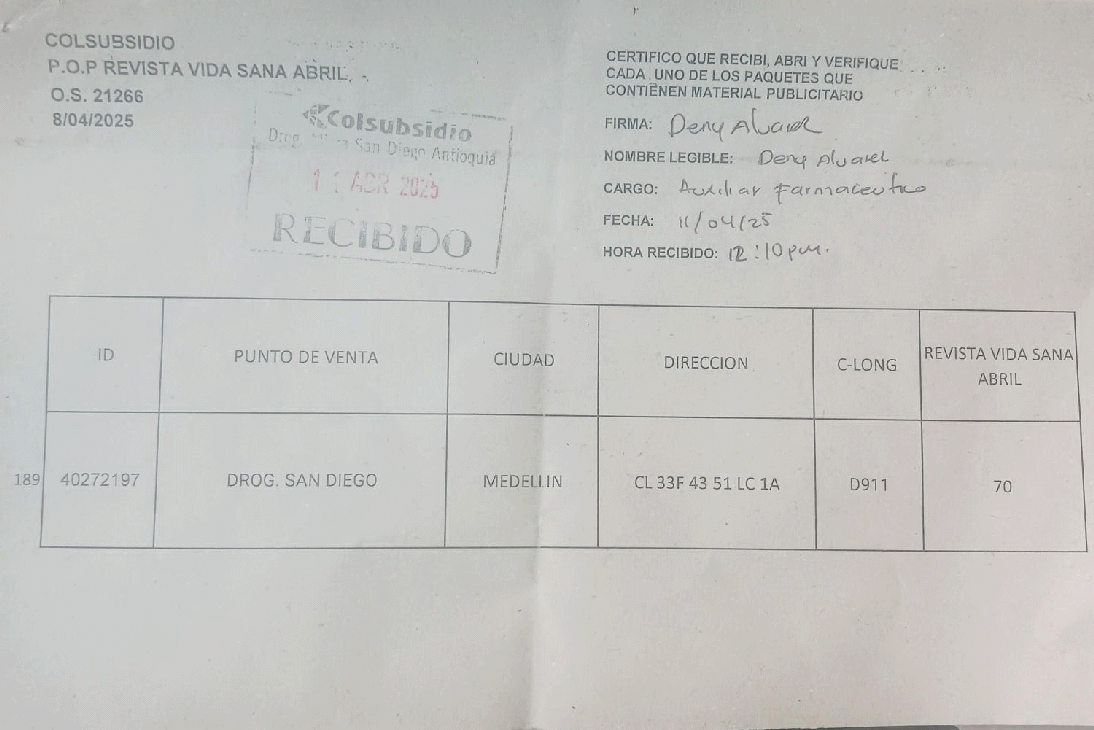 COLSUBSIDIO
P.O.P REVISTA VIDA SANA ABRIL,
O.S. 21266
8/04/2025
Colsubsidio
San Diego Antioquia
11 ABR 2025
RECIBIDO
CERTIFICO QUE RECIBI, ABRI Y VERIFIQUE
CADA UNO DE LOS PAQUETES QUE
CONTIENEN MATERIAL PUBLICITARIO
FIRMA: Deny Alvarel
NOMBRE LEGIBLE: Deny Alvarel
CARGO: Auxiliar Farmaceutico
FECHA: 11/04/25
HORA RECIBIDO: 12:10 pm.
ID PUNTO DE VENTA CIUDAD DIRECCION C-LONG REVISTA VIDA SANA
ABRIL
189 40272197 DROG. SAN DIEGO MEDELLIN CL 33F 43 51 LC 1A D911 70